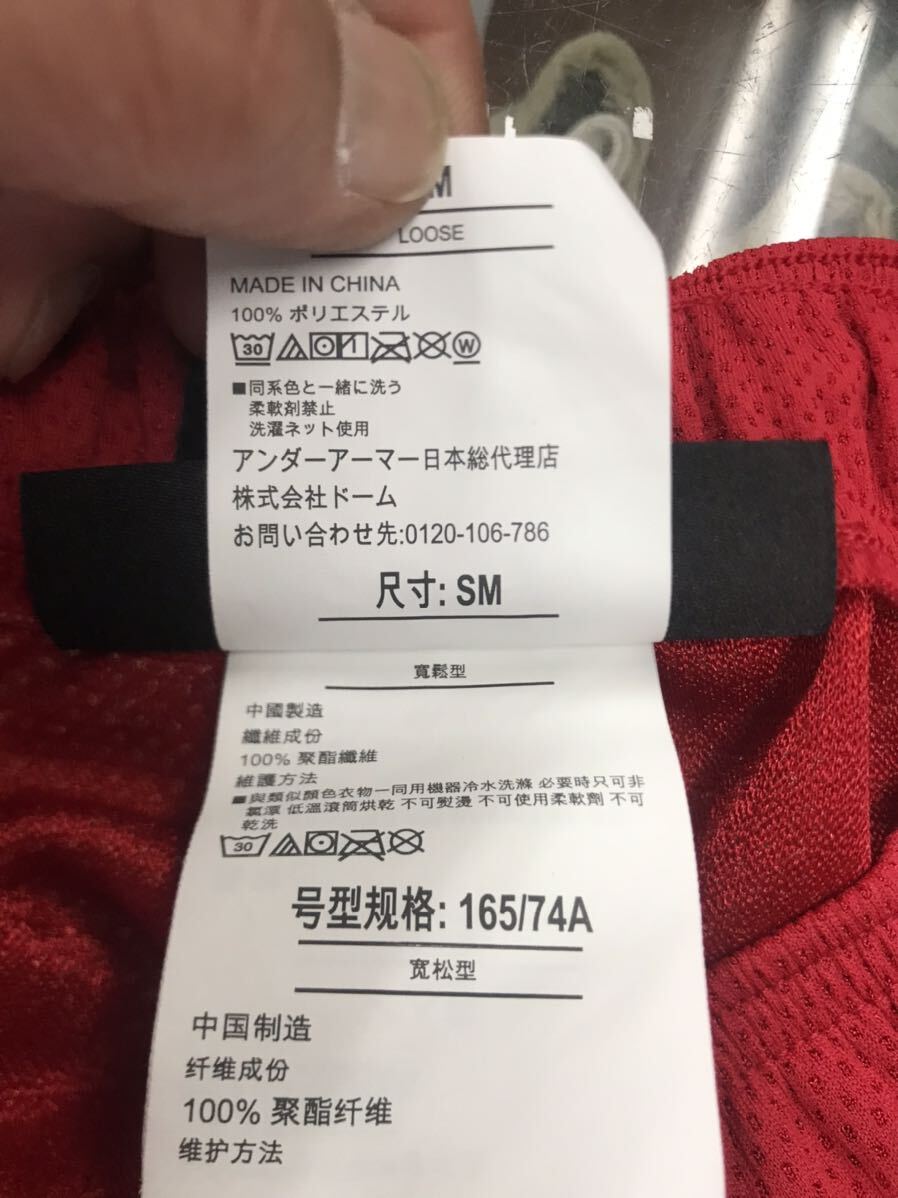 M
LOOSE
MADE IN CHINA
100% ポリエステル
30 W
■同系色と一緒に洗う
柔軟剤禁止
洗濯ネット使用
アンダーアーマー日本総代理店
株式会社ドーム
お問い合わせ先:0120-106-786
尺寸: SM
寬鬆型
中國製造
纖維成份
100% 聚酯纖維
維護方法
■與類似顏色衣物一同用機器冷水洗滌 必要時只可非
氯漂 低溫滾筒烘乾 不可熨燙 不可使用柔軟劑 不可
乾洗
30
号型规格: 165/74A
宽松型
中国制造
纤维成份
100% 聚酯纤维
维护方法